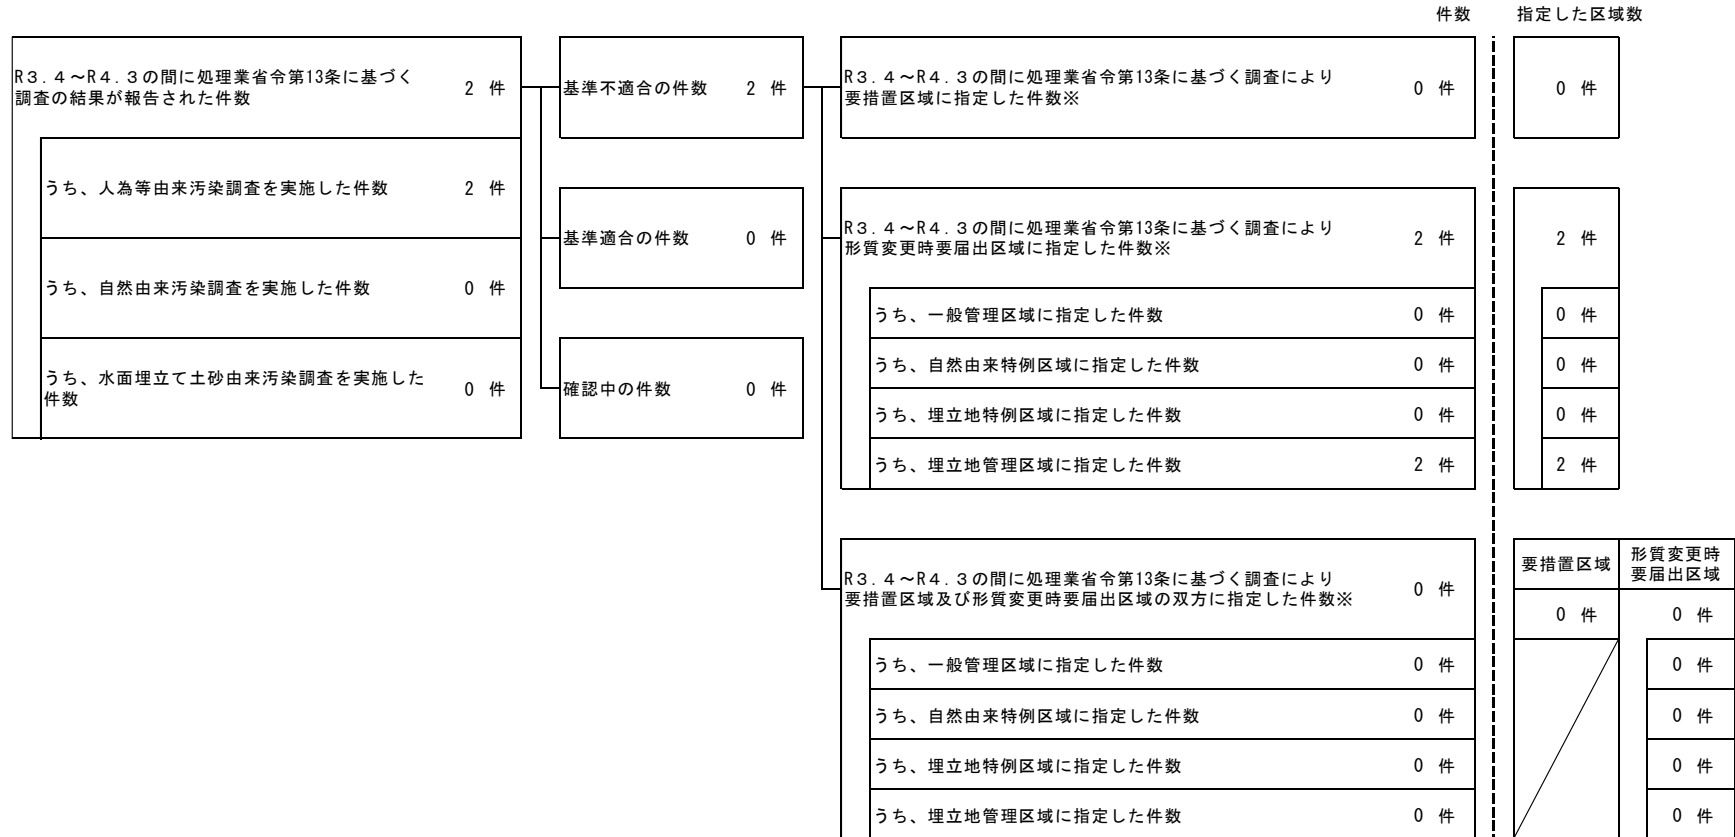 件数　指定した区域数
R３.４～R４.３の間に処理業省令第13条に基づく
調査の結果が報告された件数　2 件
うち、人為等由来汚染調査を実施した件数　2 件
うち、自然由来汚染調査を実施した件数　0 件
うち、水面埋立て土砂由来汚染調査を実施した
件数　0 件
基準不適合の件数　2 件
基準適合の件数　0 件
確認中の件数　0 件
R３.４～R４.３の間に処理業省令第13条に基づく調査により
要措置区域に指定した件数※　0 件　0 件
R３.４～R４.３の間に処理業省令第13条に基づく調査により
形質変更時要届出区域に指定した件数※　2 件　2 件
うち、一般管理区域に指定した件数　0 件　0 件
うち、自然由来特例区域に指定した件数　0 件　0 件
うち、埋立地特例区域に指定した件数　0 件　0 件
うち、埋立地管理区域に指定した件数　2 件　2 件
要措置区域　形質変更時
要届出区域
R３.４～R４.３の間に処理業省令第13条に基づく調査により
要措置区域及び形質変更時要届出区域の双方に指定した件数※　0 件　0 件　0 件
うち、一般管理区域に指定した件数　0 件　0 件
うち、自然由来特例区域に指定した件数　0 件　0 件
うち、埋立地特例区域に指定した件数　0 件　0 件
うち、埋立地管理区域に指定した件数　0 件　0 件